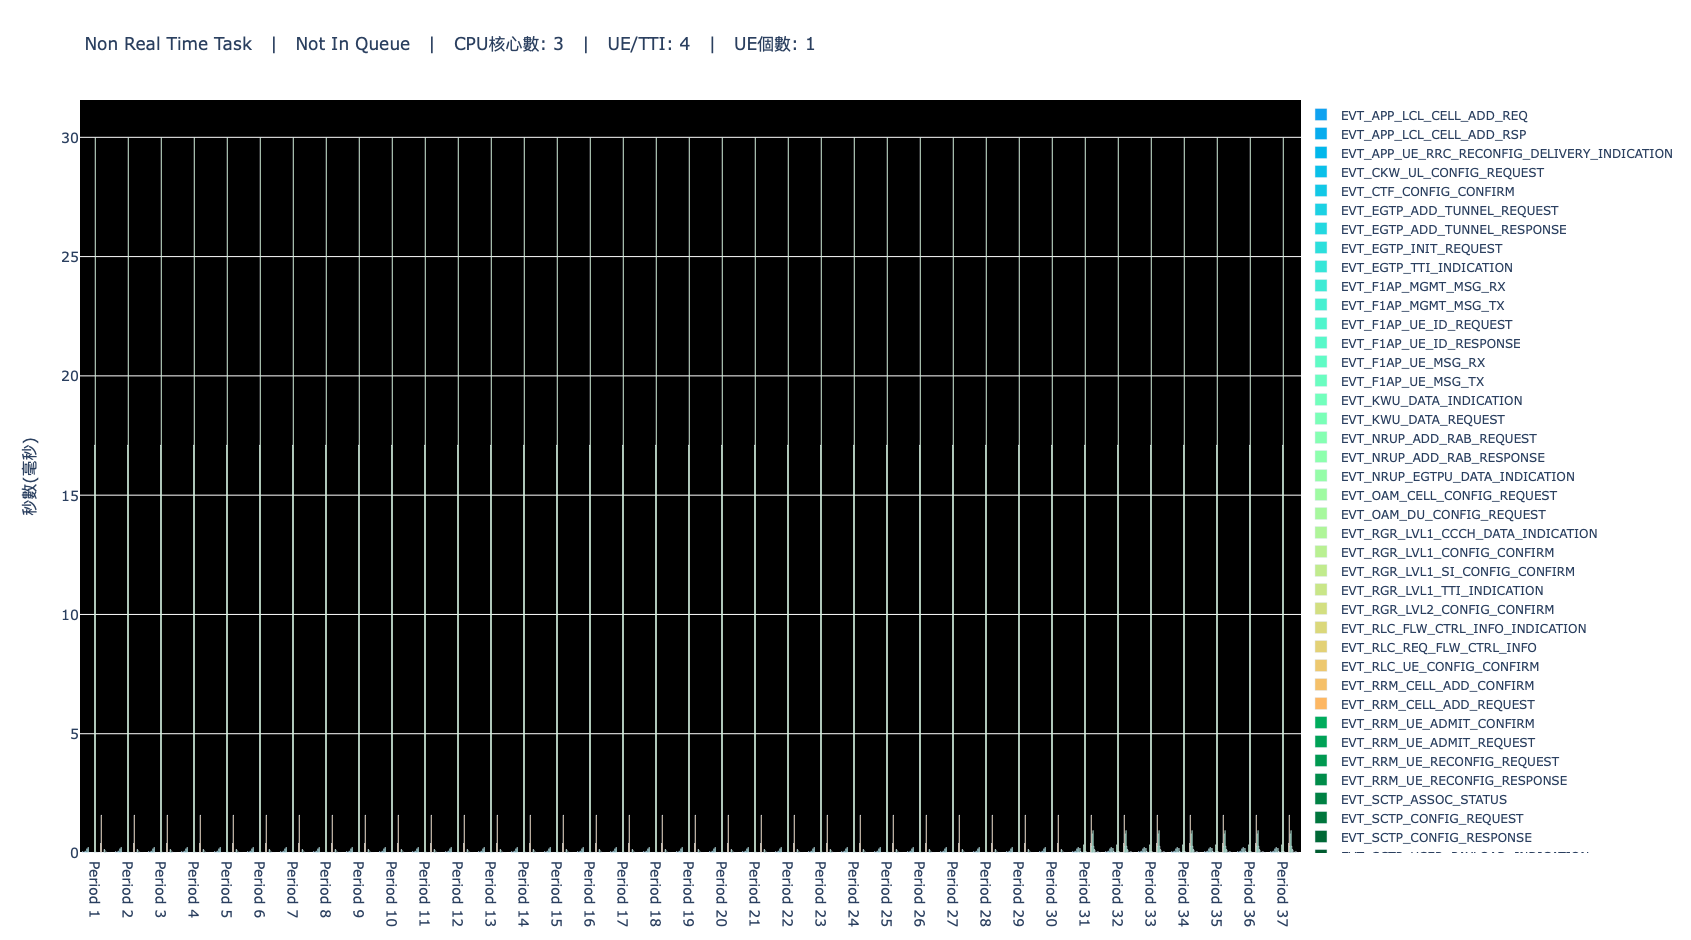 Non Real Time Task | Not In Queue | CPU核心數: 3 | UE/TTI: 4 | UE個數: 1
秒數(毫秒)
30
25
20
15
10
5
0
Period 1
Period 2
Period 3
Period 4
Period 5
Period 6
Period 7
Period 8
Period 9
Period 10
Period 11
Period 12
Period 13
Period 14
Period 15
Period 16
Period 17
Period 18
Period 19
Period 20
Period 21
Period 22
Period 23
Period 24
Period 25
Period 26
Period 27
Period 28
Period 29
Period 30
Period 31
Period 32
Period 33
Period 34
Period 35
Period 36
Period 37
EVT_APP_LCL_CELL_ADD_REQ
EVT_APP_LCL_CELL_ADD_RSP
EVT_APP_UE_RRC_RECONFIG_DELIVERY_INDICATION
EVT_CKW_UL_CONFIG_REQUEST
EVT_CTF_CONFIG_CONFIRM
EVT_EGTP_ADD_TUNNEL_REQUEST
EVT_EGTP_ADD_TUNNEL_RESPONSE
EVT_EGTP_INIT_REQUEST
EVT_EGTP_TTI_INDICATION
EVT_F1AP_MGMT_MSG_RX
EVT_F1AP_MGMT_MSG_TX
EVT_F1AP_UE_ID_REQUEST
EVT_F1AP_UE_ID_RESPONSE
EVT_F1AP_UE_MSG_RX
EVT_F1AP_UE_MSG_TX
EVT_KWU_DATA_INDICATION
EVT_KWU_DATA_REQUEST
EVT_NRUP_ADD_RAB_REQUEST
EVT_NRUP_ADD_RAB_RESPONSE
EVT_NRUP_EGTPU_DATA_INDICATION
EVT_OAM_CELL_CONFIG_REQUEST
EVT_OAM_DU_CONFIG_REQUEST
EVT_RGR_LVL1_CCCH_DATA_INDICATION
EVT_RGR_LVL1_CONFIG_CONFIRM
EVT_RGR_LVL1_SI_CONFIG_CONFIRM
EVT_RGR_LVL1_TTI_INDICATION
EVT_RGR_LVL2_CONFIG_CONFIRM
EVT_RLC_FLW_CTRL_INFO_INDICATION
EVT_RLC_REQ_FLW_CTRL_INFO
EVT_RLC_UE_CONFIG_CONFIRM
EVT_RRM_CELL_ADD_CONFIRM
EVT_RRM_CELL_ADD_REQUEST
EVT_RRM_UE_ADMIT_CONFIRM
EVT_RRM_UE_ADMIT_REQUEST
EVT_RRM_UE_RECONFIG_REQUEST
EVT_RRM_UE_RECONFIG_RESPONSE
EVT_SCTP_ASSOC_STATUS
EVT_SCTP_CONFIG_REQUEST
EVT_SCTP_CONFIG_RESPONSE